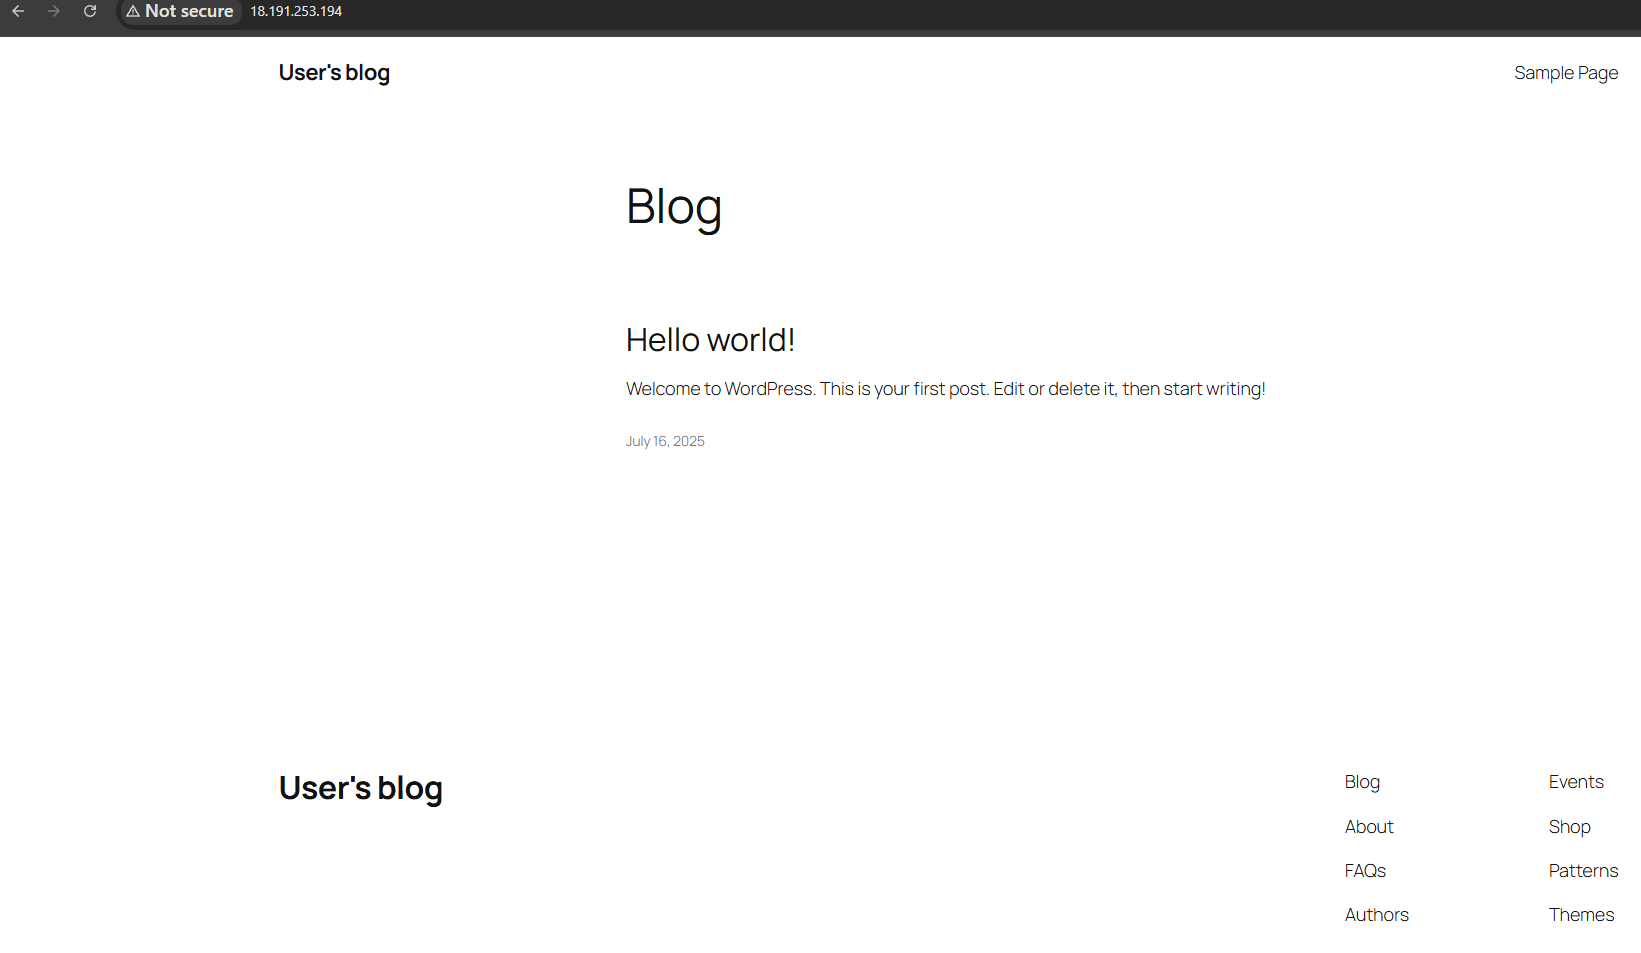 Not secure 18.191.253.194
User's blog
Sample Page
Blog
Hello world!
Welcome to WordPress. This is your first post. Edit or delete it, then start writing!
July 16, 2025
User's blog
Blog
About
FAQs
Authors
Events
Shop
Patterns
Themes